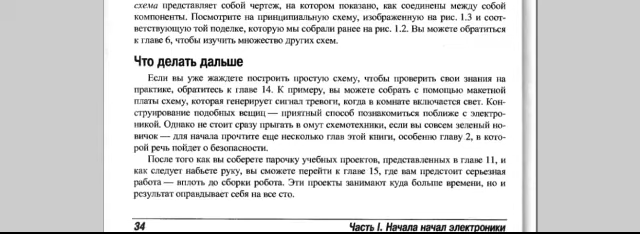 схема представляет собой чертеж, на котором показано, как соединены между собой
компоненты. Посмотрите на принципиальную схему, изображенную на рис. 1.3 и соот-
ветствующую той поделке, которую мы собрали ранее на рис. 1.2. Вы можете обратиться
к главе 6, чтобы изучить множество других схем.
Что делать дальше
Если вы уже жаждете построить простую схему, чтобы проверить свои знания на
практике, обратитесь к главе 14. К примеру, вы можете собрать с помощью макетной
платы схему, которая генерирует сигнал тревоги, когда в комнате включается свет. Кон-
струирование подобных вещиц — приятный способ познакомиться поближе с электро-
никой. Однако не стоит сразу прыгать в омут схемотехники, если вы совсем зеленый но-
вичок — для начала прочтите еще несколько глав этой книги, особенно главу 2, в кото-
рой речь пойдет о безопасности.
После того как вы соберете парочку учебных проектов, представленных в главе 11, и
как следует набьете руку, вы сможете перейти к главе 15, где вам предстоит серьезная
работа — вплоть до сборки робота. Эти проекты занимают куда больше времени, но и
результат оправдывает себя на все сто.
34 Часть I. Начала начал электроники